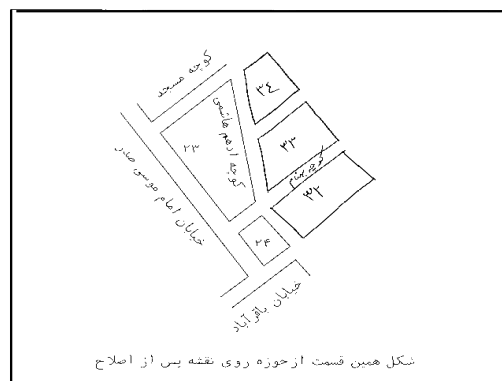 کوچه مسجد
۳۴
کوچه ادهم هاشمی
۲۳
۳۳
کوچه بهنام
۳۲
خیابان امام موسی صدر
۲۴
خیابان باقرآباد
شکل همین قسمت از حوزه روی نقشه پس از اصلاح